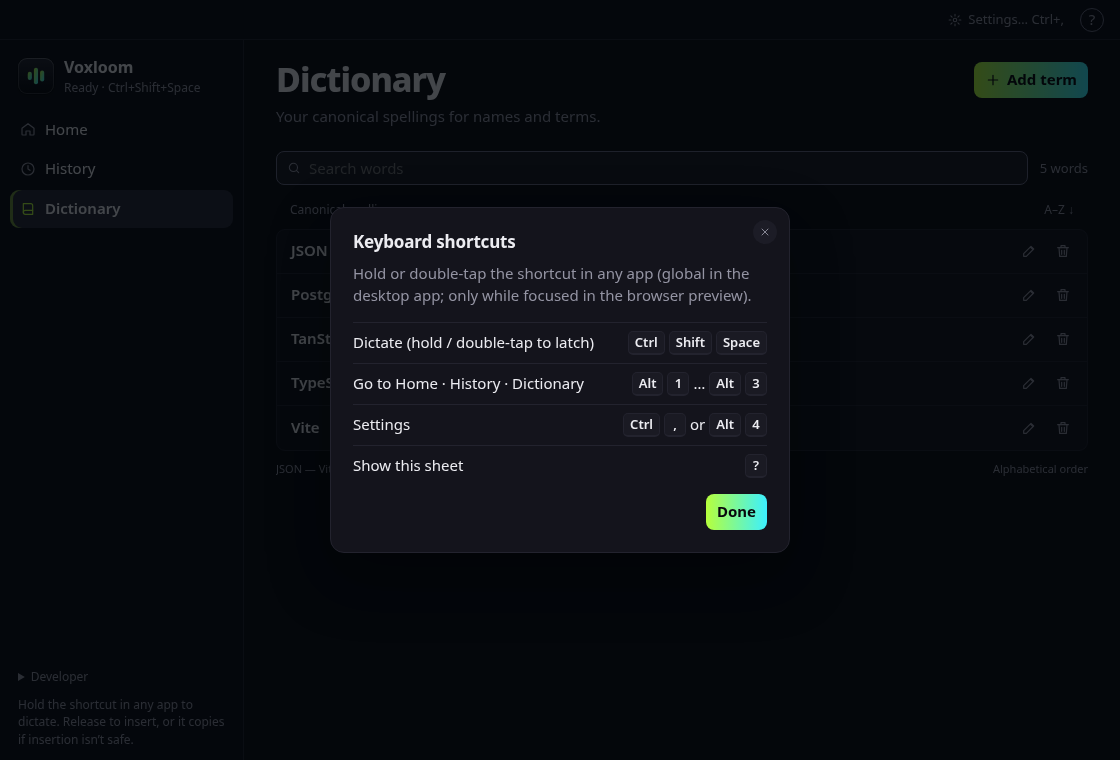 Settings... Ctrl+,
?
Voxloom
Ready · Ctrl+Shift+Space
Home
History
Dictionary
Dictionary
Your canonical spellings for names and terms.
Add term
Search words
5 words
A–Z ↓
JSON
Vite
Alphabetical order
Keyboard shortcuts
Hold or double-tap the shortcut in any app (global in the
desktop app; only while focused in the browser preview).
Dictate (hold / double-tap to latch) Ctrl Shift Space
Go to Home · History · Dictionary Alt 1 ... Alt 3
Settings Ctrl , or Alt 4
Show this sheet ?
Done
Developer
Hold the shortcut in any app to
dictate. Release to insert, or it copies
if insertion isn't safe.